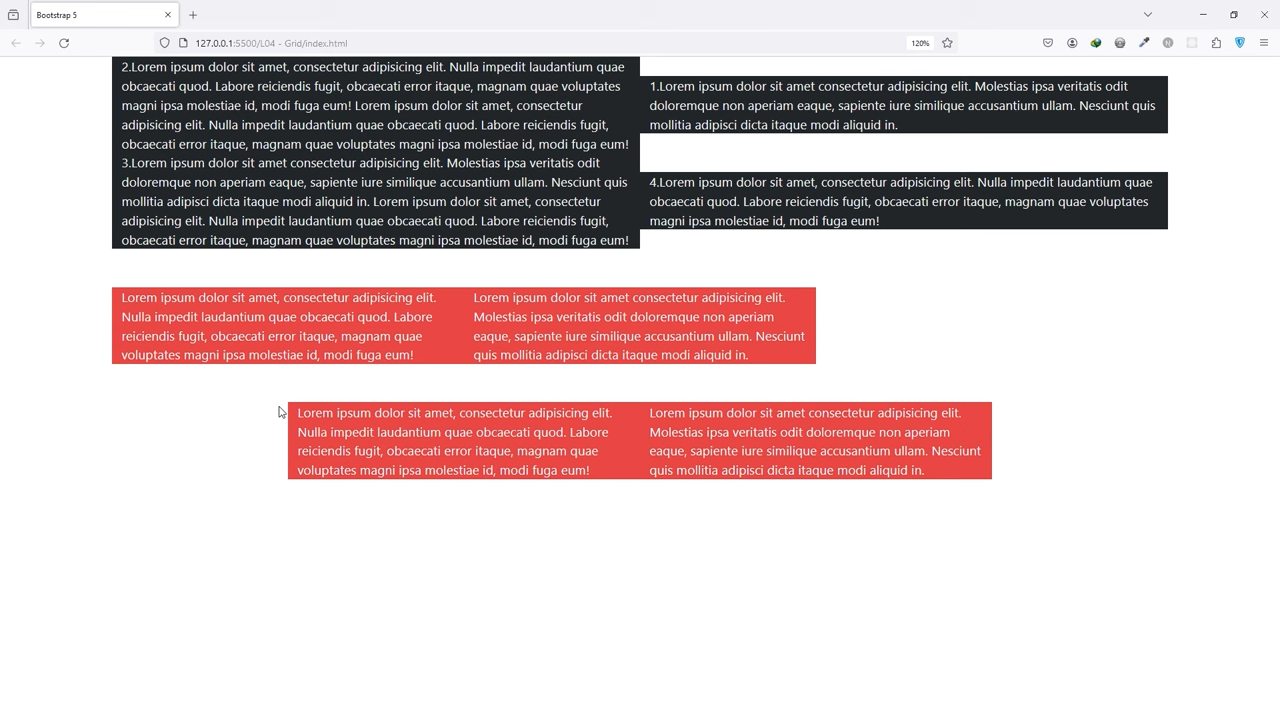 Bootstrap 5
127.0.0.1:5500/L04 - Grid/index.html
120%
2.Lorem ipsum dolor sit amet, consectetur adipisicing elit. Nulla impedit laudantium quae
obcaecati quod. Labore reiciendis fugit, obcaecati error itaque, magnam quae voluptates
magni ipsa molestiae id, modi fuga eum! Lorem ipsum dolor sit amet, consectetur
adipisicing elit. Nulla impedit laudantium quae obcaecati quod. Labore reiciendis fugit,
obcaecati error itaque, magnam quae voluptates magni ipsa molestiae id, modi fuga eum!
1.Lorem ipsum dolor sit amet consectetur adipisicing elit. Molestias ipsa veritatis odit
doloremque non aperiam eaque, sapiente iure similique accusantium ullam. Nesciunt quis
mollitia adipisci dicta itaque modi aliquid in.
3.Lorem ipsum dolor sit amet consectetur adipisicing elit. Molestias ipsa veritatis odit
doloremque non aperiam eaque, sapiente iure similique accusantium ullam. Nesciunt quis
mollitia adipisci dicta itaque modi aliquid in. Lorem ipsum dolor sit amet, consectetur
adipisicing elit. Nulla impedit laudantium quae obcaecati quod. Labore reiciendis fugit,
obcaecati error itaque, magnam quae voluptates magni ipsa molestiae id, modi fuga eum!
4.Lorem ipsum dolor sit amet, consectetur adipisicing elit. Nulla impedit laudantium quae
obcaecati quod. Labore reiciendis fugit, obcaecati error itaque, magnam quae voluptates
magni ipsa molestiae id, modi fuga eum!
Lorem ipsum dolor sit amet, consectetur adipisicing elit.
Nulla impedit laudantium quae obcaecati quod. Labore
reiciendis fugit, obcaecati error itaque, magnam quae
voluptates magni ipsa molestiae id, modi fuga eum!
Lorem ipsum dolor sit amet consectetur adipisicing elit.
Molestias ipsa veritatis odit doloremque non aperiam
eaque, sapiente iure similique accusantium ullam. Nesciunt
quis mollitia adipisci dicta itaque modi aliquid in.
Lorem ipsum dolor sit amet, consectetur adipisicing elit.
Nulla impedit laudantium quae obcaecati quod. Labore
reiciendis fugit, obcaecati error itaque, magnam quae
voluptates magni ipsa molestiae id, modi fuga eum!
Lorem ipsum dolor sit amet consectetur adipisicing elit.
Molestias ipsa veritatis odit doloremque non aperiam
eaque, sapiente iure similique accusantium ullam. Nesciunt
quis mollitia adipisci dicta itaque modi aliquid in.